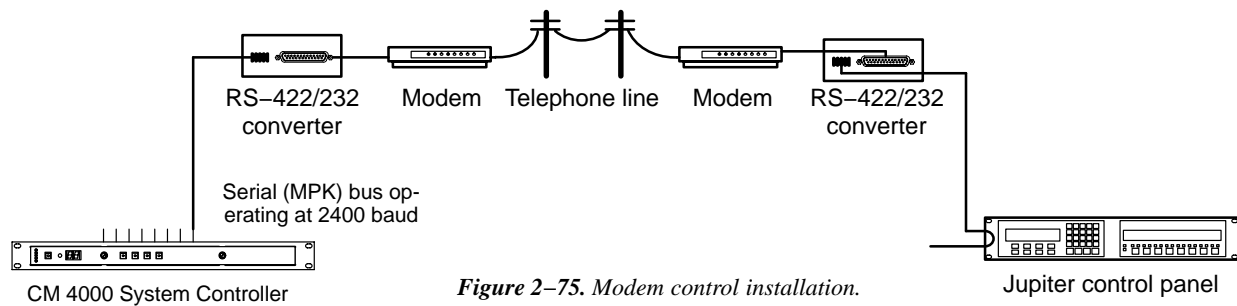 RS–422/232
converter
Modem
Telephone line
Modem
RS–422/232
converter
Serial (MPK) bus op-
erating at 2400 baud
CM 4000 System Controller
Figure 2–75. Modem control installation.
Jupiter control panel